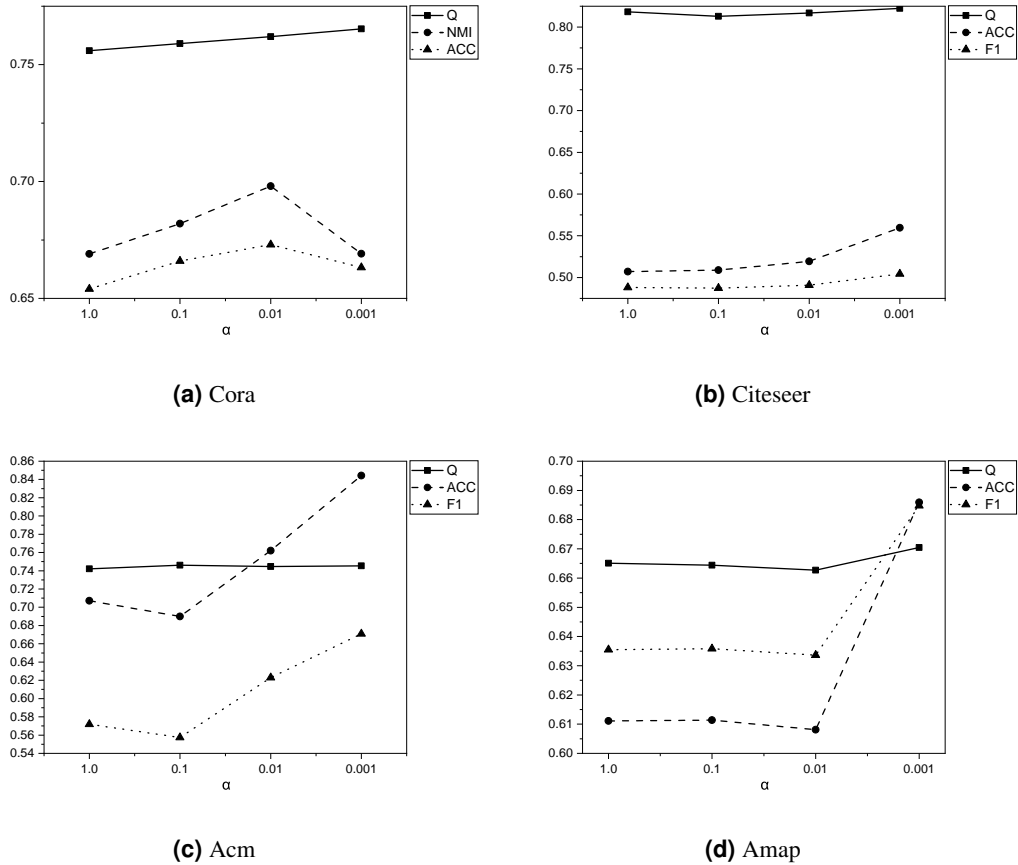 Q
NMI
ACC
0.75
0.70
0.65
1.0 0.1 0.01 0.001
α
(a) Cora
Q
ACC
F1
0.80
0.75
0.70
0.65
0.60
0.55
0.50
1.0 0.1 0.01 0.001
α
(b) Citeseer
Q
ACC
F1
0.86
0.84
0.82
0.80
0.78
0.76
0.74
0.72
0.70
0.68
0.66
0.64
0.62
0.60
0.58
0.56
0.54
1.0 0.1 0.01 0.001
α
(c) Acm
Q
ACC
F1
0.70
0.69
0.68
0.67
0.66
0.65
0.64
0.63
0.62
0.61
0.60
1.0 0.1 0.01 0.001
α
(d) Amap